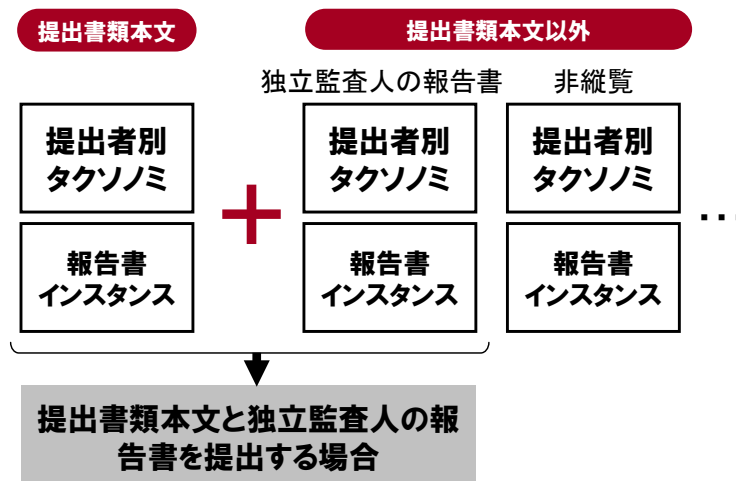 提出書類本文
提出書類本文以外
独立監査人の報告書
非縦覧
提出者別
タクソノミ
提出者別
タクソノミ
提出者別
タクソノミ
+
…
報告書
インスタンス
報告書
インスタンス
報告書
インスタンス
提出書類本文と独立監査人の報
告書を提出する場合